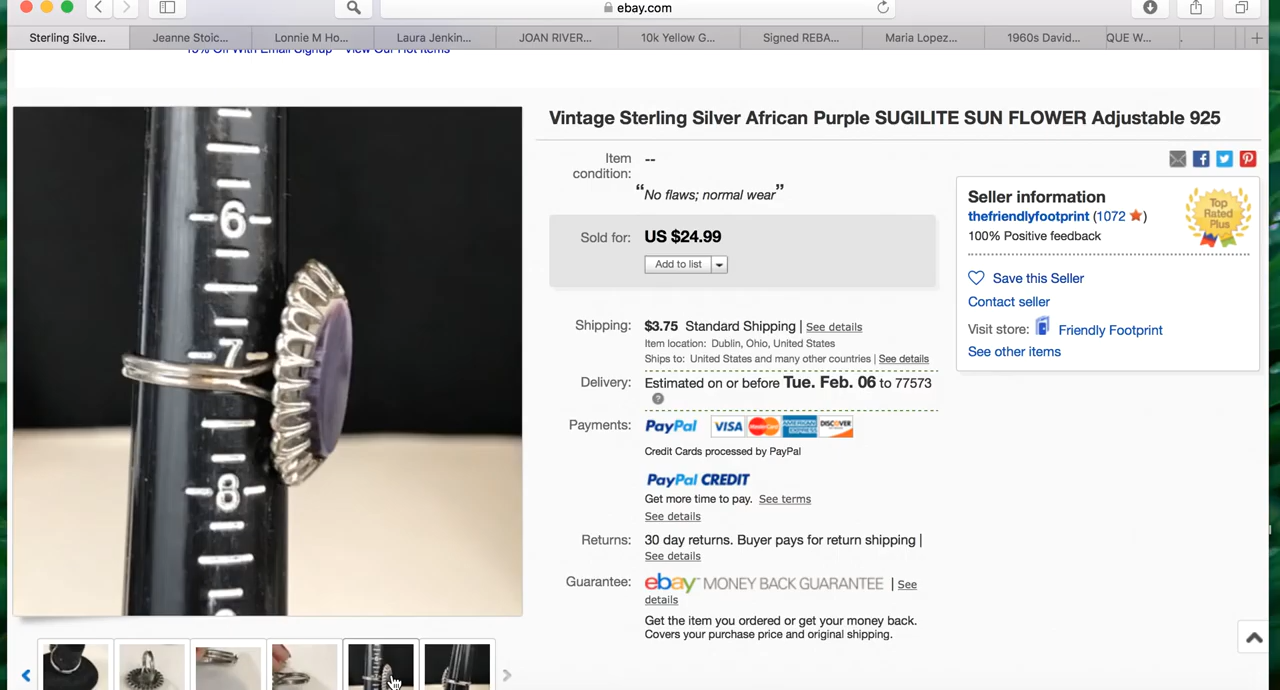 ebay.com
Sterling Silve...
Jeanne Stoic...
Lonnie M Ho...
Laura Jenkin...
JOAN RIVER...
10k Yellow G...
Signed REBA...
Maria Lopez...
1960s David...
QUE W...
Vintage Sterling Silver African Purple SUGILITE SUN FLOWER Adjustable 925
Item condition: --
“No flaws; normal wear”
Sold for: US $24.99
Add to list
Shipping: $3.75 Standard Shipping | See details
Item location: Dublin, Ohio, United States
Ships to: United States and many other countries | See details
Delivery: Estimated on or before Tue. Feb. 06 to 77573
?
Payments: PayPal VISA MasterCard AMERICAN EXPRESS DISCOVER
Credit Cards processed by PayPal
PayPal CREDIT
Get more time to pay. See terms
See details
Returns: 30 day returns. Buyer pays for return shipping |
See details
Guarantee: ebay MONEY BACK GUARANTEE | See
details
Get the item you ordered or get your money back.
Covers your purchase price and original shipping.
Seller information
thefriendlyfootprint (1072 ★)
100% Positive feedback
Top
Rated
Plus
Save this Seller
Contact seller
Visit store: Friendly Footprint
See other items
6
7
8